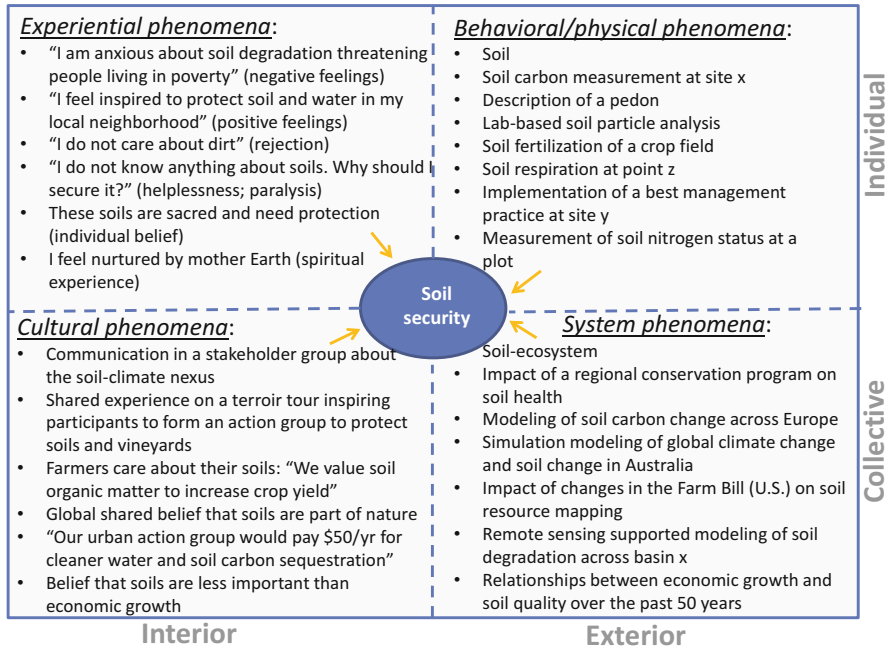 Experiential phenomena:
• “I am anxious about soil degradation threatening
people living in poverty” (negative feelings)
• “I feel inspired to protect soil and water in my
local neighborhood” (positive feelings)
• “I do not care about dirt” (rejection)
• “I do not know anything about soils. Why should I
secure it?” (helplessness; paralysis)
• These soils are sacred and need protection
(individual belief)
• I feel nurtured by mother Earth (spiritual
experience)
Behavioral/physical phenomena:
• Soil
• Soil carbon measurement at site x
• Description of a pedon
• Lab-based soil particle analysis
• Soil fertilization of a crop field
• Soil respiration at point z
• Implementation of a best management
practice at site y
• Measurement of soil nitrogen status at a
plot
Individual
Soil
security
Cultural phenomena:
• Communication in a stakeholder group about
the soil-climate nexus
• Shared experience on a terroir tour inspiring
participants to form an action group to protect
soils and vineyards
• Farmers care about their soils: “We value soil
organic matter to increase crop yield”
• Global shared belief that soils are part of nature
• “Our urban action group would pay $50/yr for
cleaner water and soil carbon sequestration”
• Belief that soils are less important than
economic growth
System phenomena:
• Soil-ecosystem
• Impact of a regional conservation program on
soil health
• Modeling of soil carbon change across Europe
• Simulation modeling of global climate change
and soil change in Australia
• Impact of changes in the Farm Bill (U.S.) on soil
resource mapping
• Remote sensing supported modeling of soil
degradation across basin x
• Relationships between economic growth and
soil quality over the past 50 years
Collective
Interior
Exterior